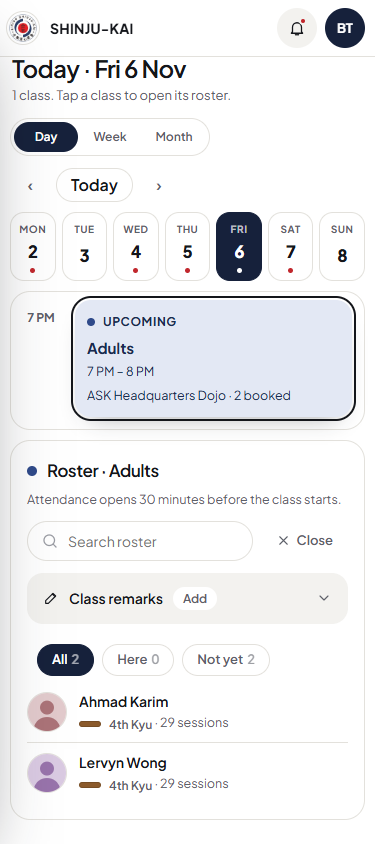 SHINJU-KAI
BT
Today · Fri 6 Nov
1 class. Tap a class to open its roster.
Day Week Month
‹ Today ›
MON TUE WED THU FRI SAT SUN
2 3 4 5 6 7 8
7 PM
UPCOMING
Adults
7 PM – 8 PM
ASK Headquarters Dojo · 2 booked
Roster · Adults
Attendance opens 30 minutes before the class starts.
Search roster
Close
Class remarks Add
All 2 Here 0 Not yet 2
Ahmad Karim
4th Kyu · 29 sessions
Lervyn Wong
4th Kyu · 29 sessions